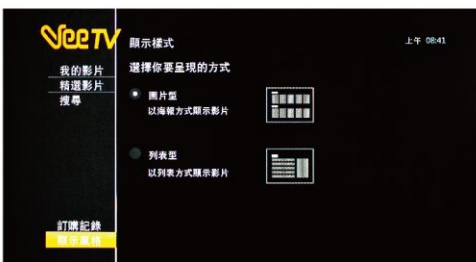 VeeTV
我的影片
精選影片
搜尋
訂購記錄
顯示風格
顯示樣式
上午 08:41
選擇你要呈現的方式
圖片型
以海報方式顯示影片
列表型
以列表方式顯示影片